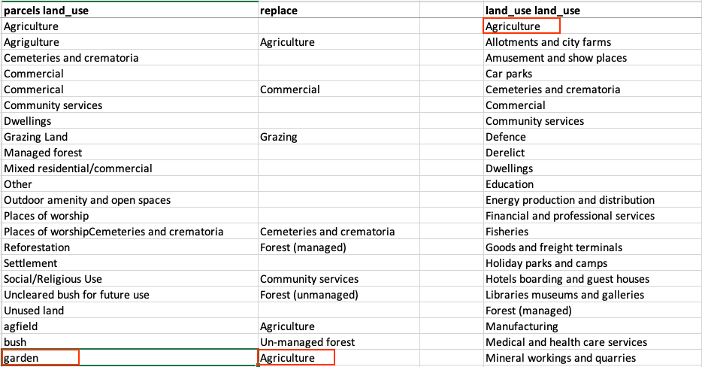 parcels land_use replace land_use land_use
Agriculture Agriculture
Agrigulture Agriculture Allotments and city farms
Cemeteries and crematoria Amusement and show places
Commercial Car parks
Commerical Commercial Cemeteries and crematoria
Community services Commercial
Dwellings Community services
Grazing Land Grazing Defence
Managed forest Derelict
Mixed residential/commercial Dwellings
Other Education
Outdoor amenity and open spaces Energy production and distribution
Places of worship Financial and professional services
Places of worshipCemeteries and crematoria Cemeteries and crematoria Fisheries
Reforestation Forest (managed) Goods and freight terminals
Settlement Holiday parks and camps
Social/Religious Use Community services Hotels boarding and guest houses
Uncleared bush for future use Forest (unmanaged) Libraries museums and galleries
Unused land Forest (managed)
agfield Agriculture Manufacturing
bush Un-managed forest Medical and health care services
garden Agriculture Mineral workings and quarries